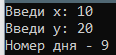 Введи x: 10
Введи y: 20
Номер дня - 9